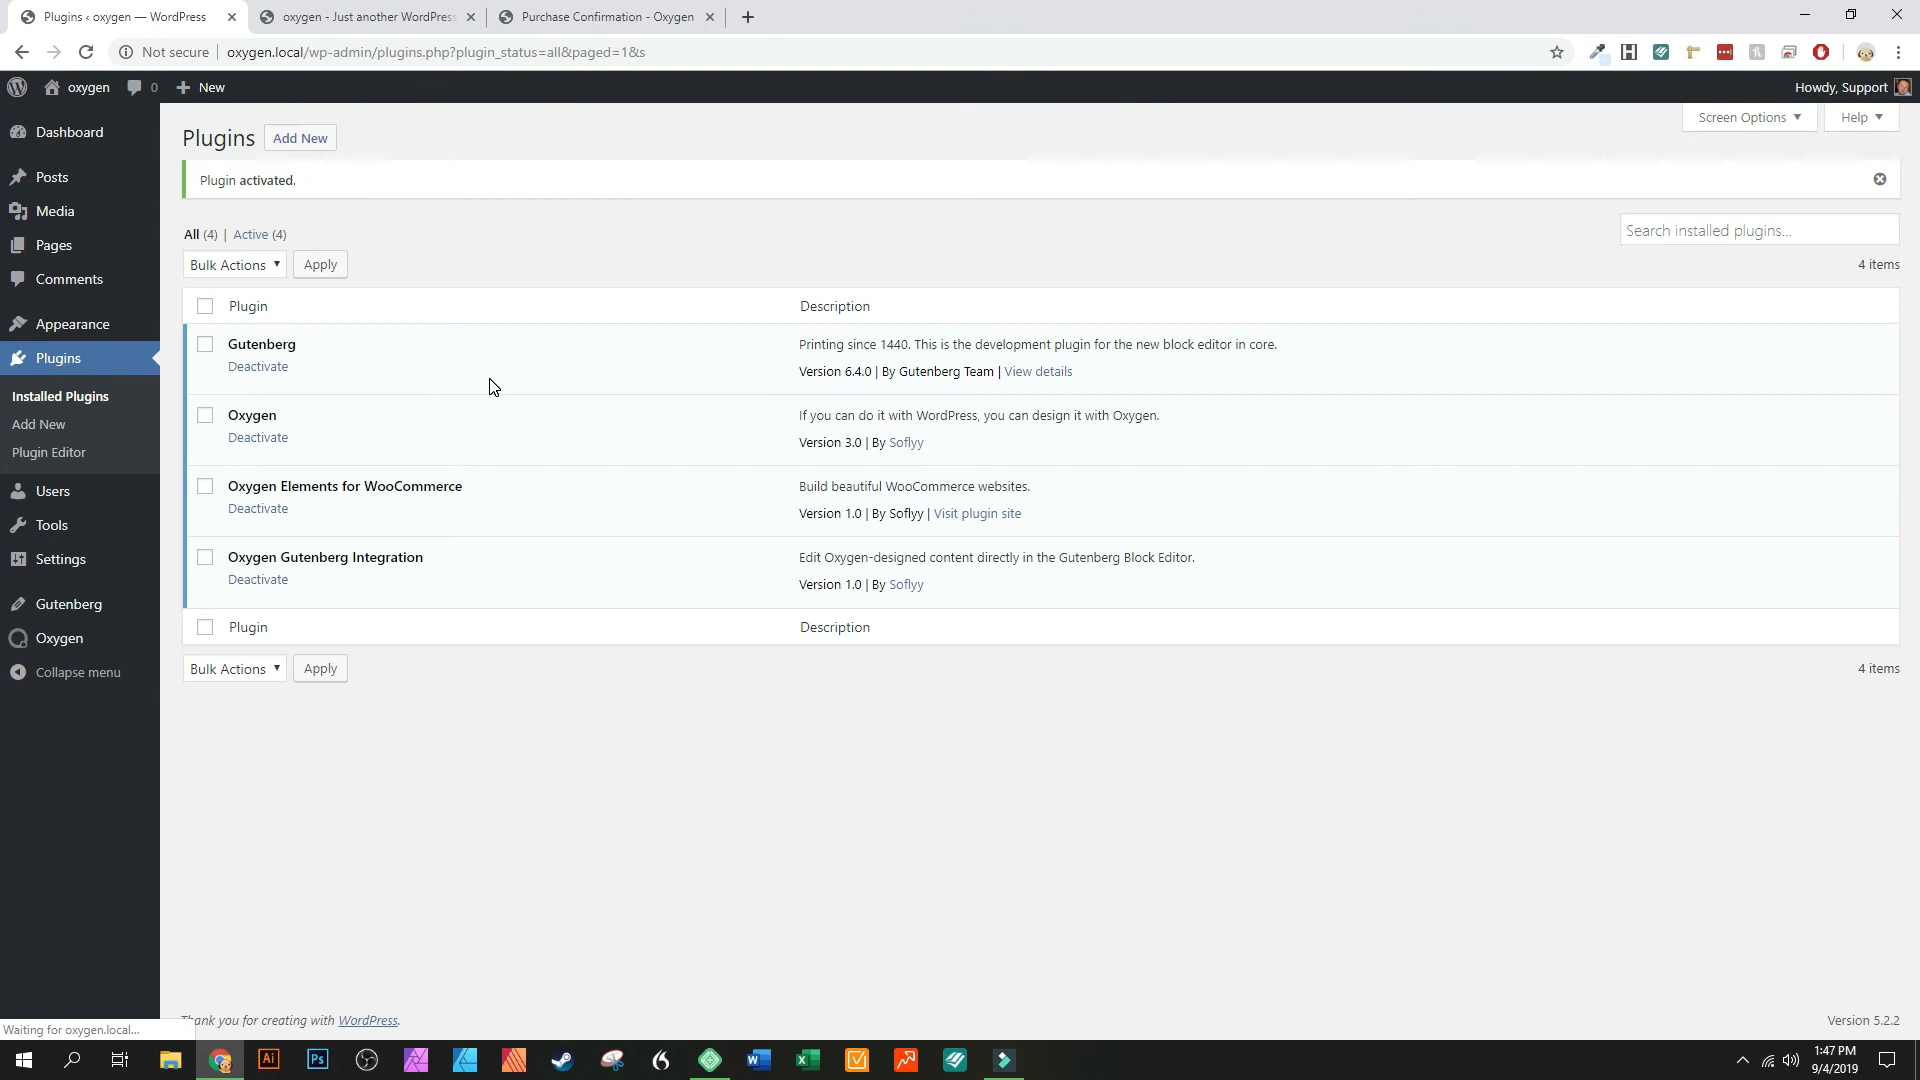 Plugins ‹ oxygen — WordPress
oxygen - Just another WordPress
Purchase Confirmation - Oxygen
Not secure
oxygen.local/wp-admin/plugins.php?plugin_status=all&paged=1&s
oxygen
0
New
Howdy, Support
Screen Options
Help
Dashboard
Posts
Media
Pages
Comments
Appearance
Plugins
Installed Plugins
Add New
Plugin Editor
Users
Tools
Settings
Gutenberg
Oxygen
Collapse menu
Plugins
Add New
Plugin activated.
All (4) | Active (4)
Search installed plugins...
Bulk Actions
Apply
4 items
Plugin
Description
Gutenberg
Deactivate
Printing since 1440. This is the development plugin for the new block editor in core.
Version 6.4.0 | By Gutenberg Team | View details
Oxygen
Deactivate
If you can do it with WordPress, you can design it with Oxygen.
Version 3.0 | By Soflyy
Oxygen Elements for WooCommerce
Deactivate
Build beautiful WooCommerce websites.
Version 1.0 | By Soflyy | Visit plugin site
Oxygen Gutenberg Integration
Deactivate
Edit Oxygen-designed content directly in the Gutenberg Block Editor.
Version 1.0 | By Soflyy
Plugin
Description
Bulk Actions
Apply
4 items
Thank you for creating with WordPress.
Version 5.2.2
Waiting for oxygen.local...
Ai
Ps
1:47 PM
9/4/2019